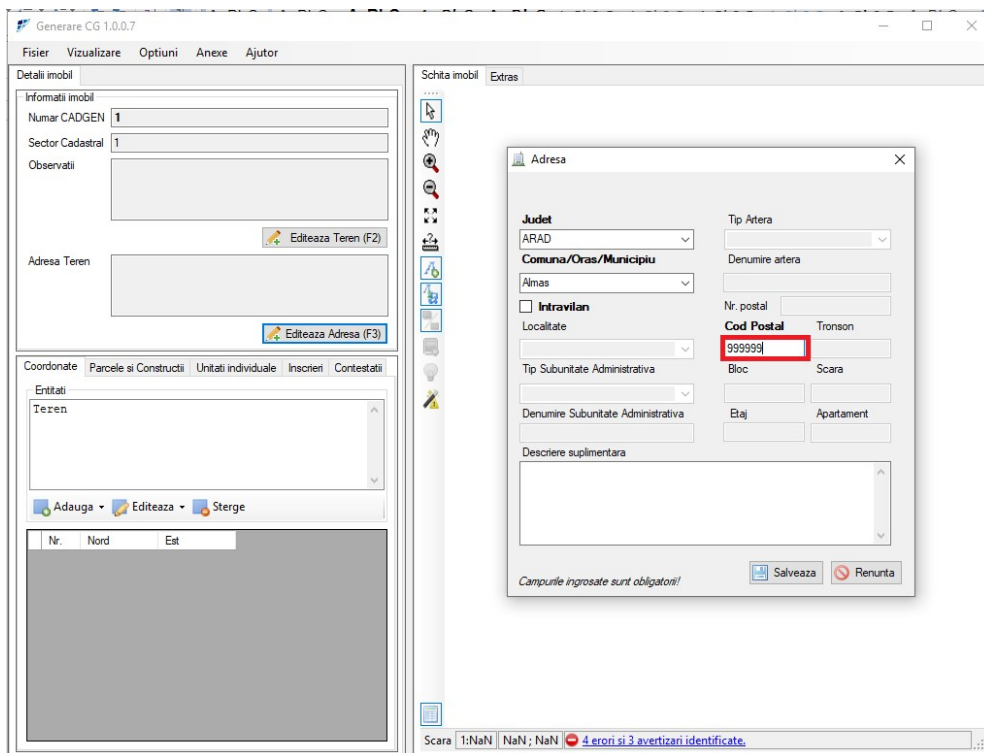 Generare CG 1.0.0.7
Fisier Vizualizare Optiuni Anexe Ajutor
Detalii imobil
Informatii imobil
Numar CADGEN 1
Sector Cadastral 1
Observatii
Editeaza Teren (F2)
Adresa Teren
Editeaza Adresa (F3)
Coordonate Parcele si Constructii Unitati individuale Inscrieri Contestatii
Entitati
Teren
Adauga Editeaza Sterge
Nr. Nord Est
Schita imobil Extras
Adresa
Judet Tip Artera
ARAD
Comuna/Oras/Municipiu Denumire artera
Almas
Intravilan Nr. postal
Localitate Cod Postal Tronson
999999
Tip Subunitate Administrativa Bloc Scara
Denumire Subunitate Administrativa Etaj Apartament
Descriere suplimentara
Campurile ingrosate sunt obligatorii!
Salveaza Renunta
Scara 1:NaN NaN ; NaN 4 erori si 3 avertizari identificate.